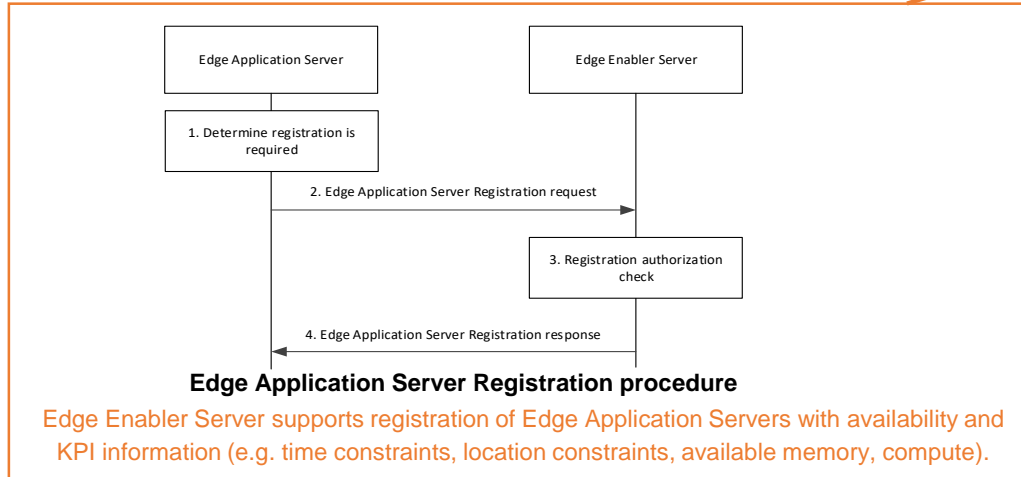 Edge Application Server
Edge Enabler Server
1. Determine registration is
required
2. Edge Application Server Registration request
3. Registration authorization
check
4. Edge Application Server Registration response
Edge Application Server Registration procedure
Edge Enabler Server supports registration of Edge Application Servers with availability and
KPI information (e.g. time constraints, location constraints, available memory, compute).